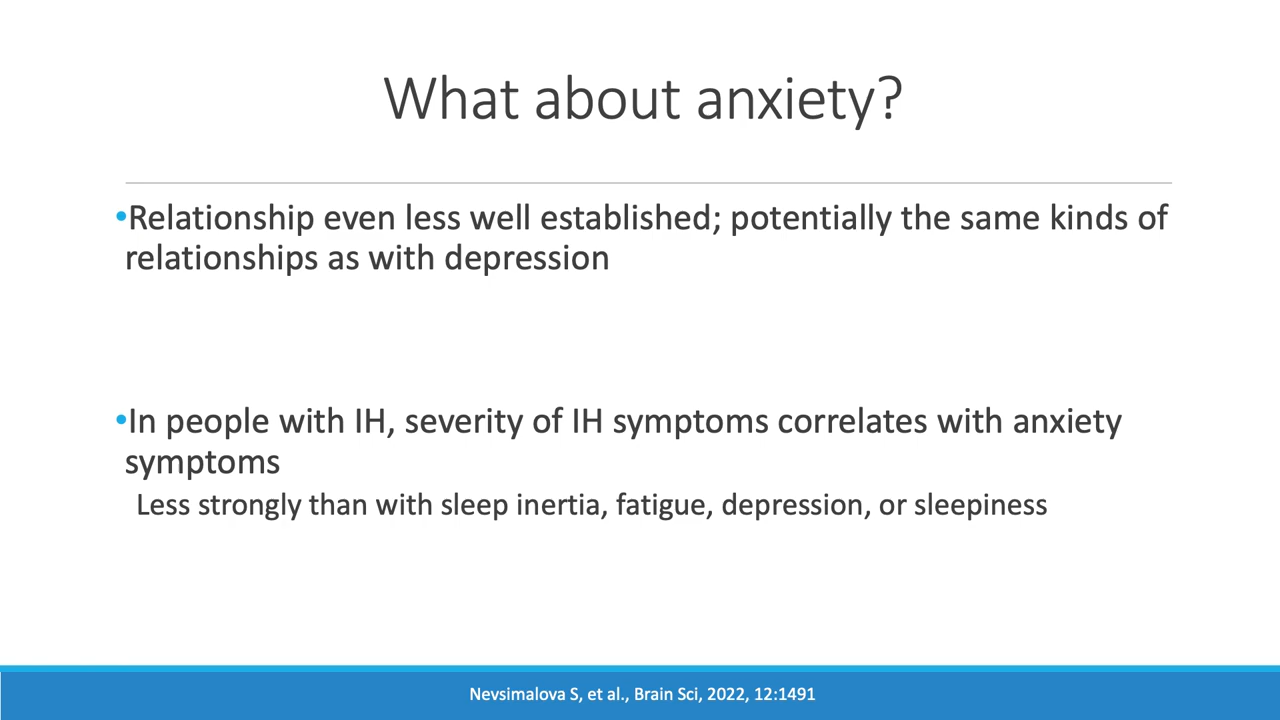 What about anxiety?
•Relationship even less well established; potentially the same kinds of
relationships as with depression
•In people with IH, severity of IH symptoms correlates with anxiety
symptoms
Less strongly than with sleep inertia, fatigue, depression, or sleepiness
Nevsimalova S, et al., Brain Sci, 2022, 12:1491